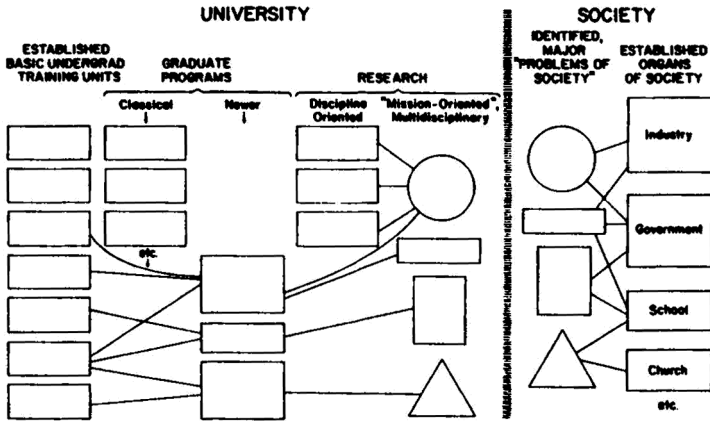 UNIVERSITY
SOCIETY
ESTABLISHED
BASIC UNDERGRAD
TRAINING UNITS
GRADUATE
PROGRAMS
RESEARCH
IDENTIFIED,
MAJOR
"PROBLEMS OF
SOCIETY"
ESTABLISHED
ORGANS
OF SOCIETY
Classical
Newer
Discipline
Oriented
"Mission-Oriented",
Multidisciplinary
etc.
Industry
Government
School
Church
etc.